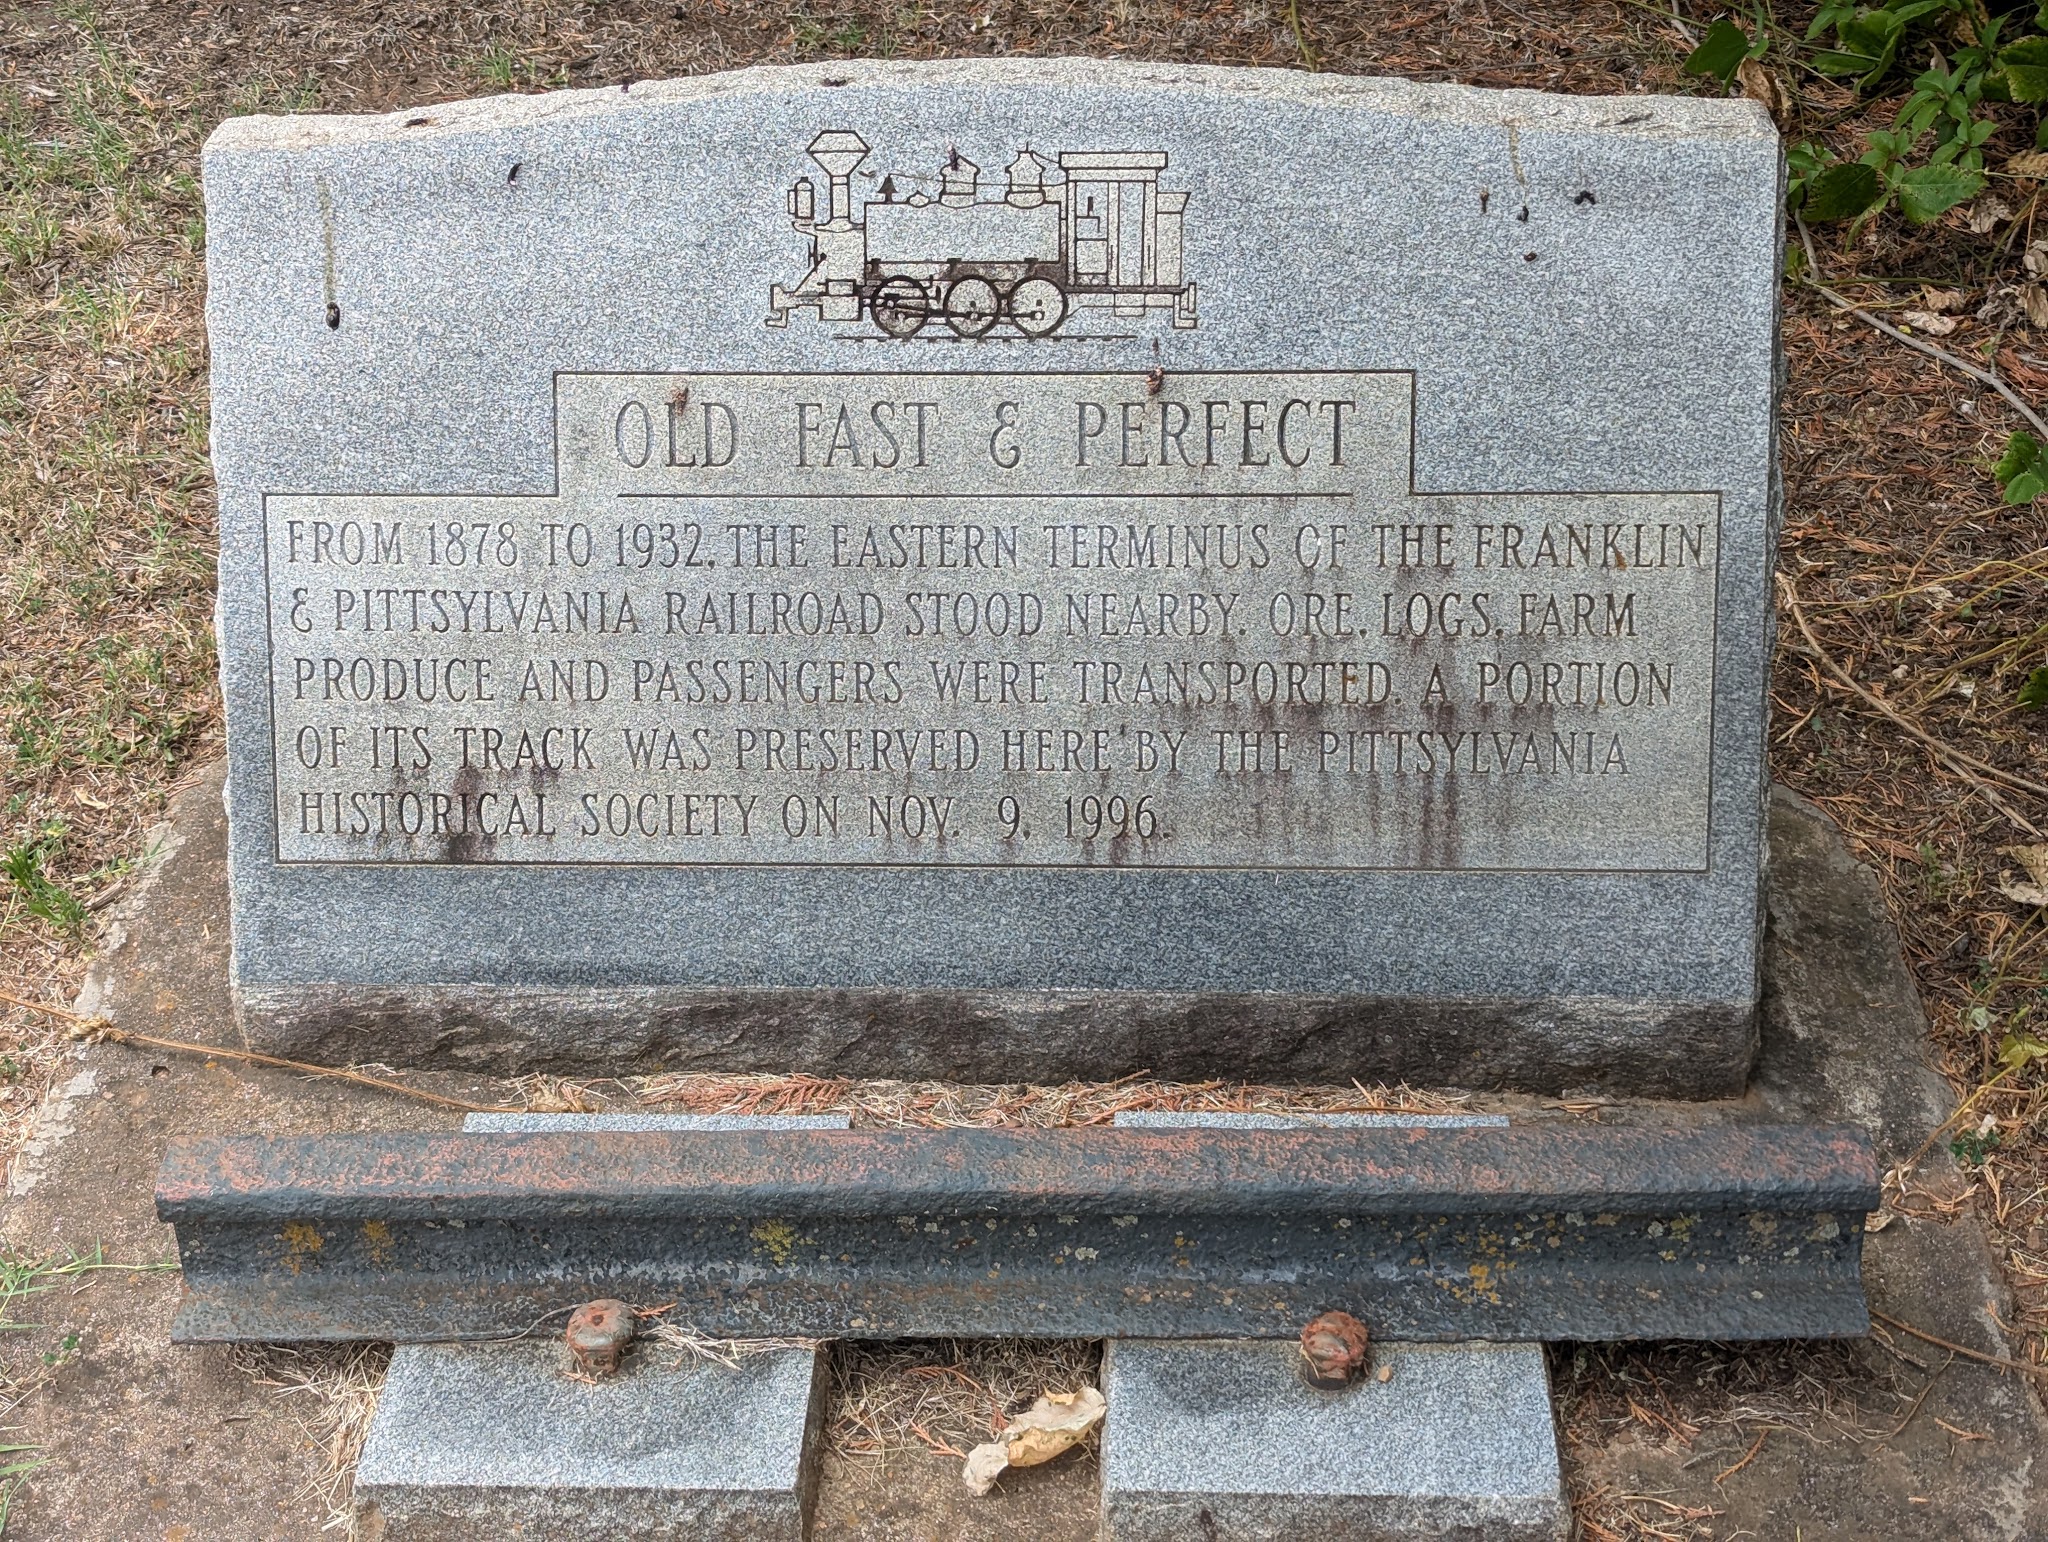 OLD FAST & PERFECT
FROM 1878 TO 1932, THE EASTERN TERMINUS OF THE FRANKLIN
& PITTSYLVANIA RAILROAD STOOD NEARBY. ORE, LOGS, FARM
PRODUCE AND PASSENGERS WERE TRANSPORTED. A PORTION
OF ITS TRACK WAS PRESERVED HERE BY THE PITTSYLVANIA
HISTORICAL SOCIETY ON NOV. 9, 1996.